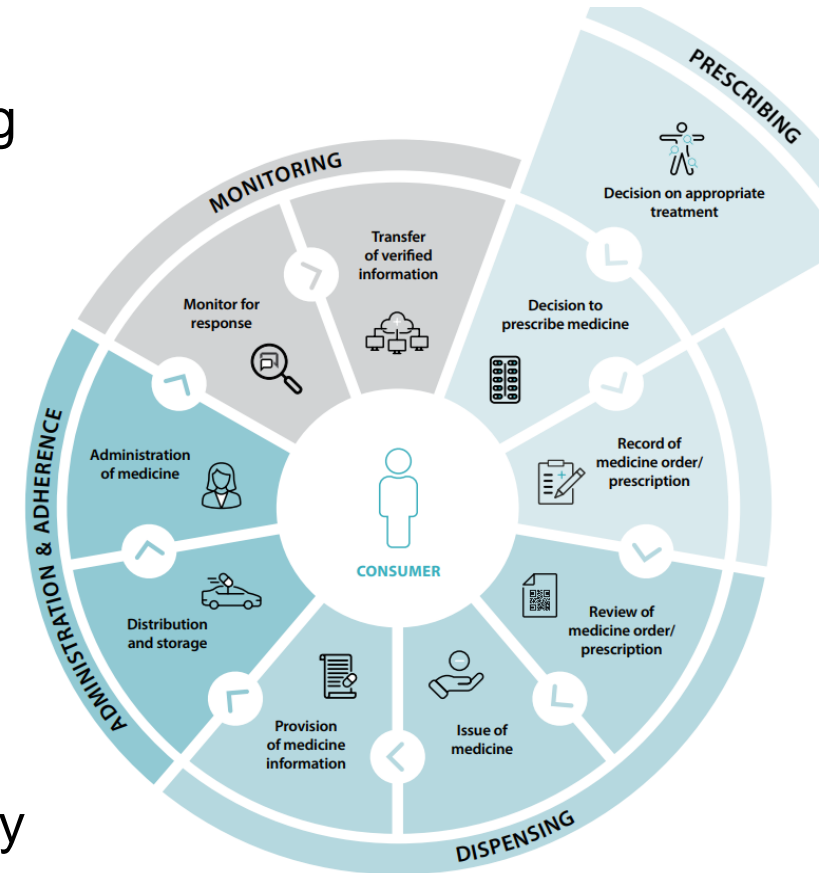 g
PRESCRIBING
Decision on appropriate
treatment
MONITORING
Transfer
of verified
information
Monitor for
response
Decision to
prescribe medicine
Record of
medicine order/
prescription
Administration
of medicine
ADMINISTRATION & ADHERENCE
CONSUMER
Review of
medicine order/
prescription
Distribution
and storage
Provision
of medicine
information
Issue of
medicine
DISPENSING
y